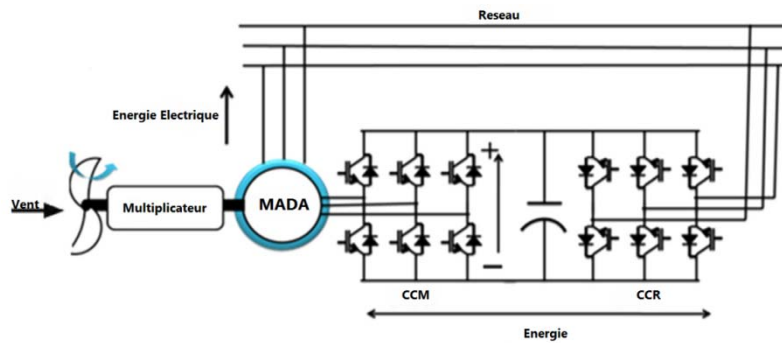 Reseau
Energie Electrique
Vent
Multiplicateur
MADA
+
−
CCM
CCR
Energie